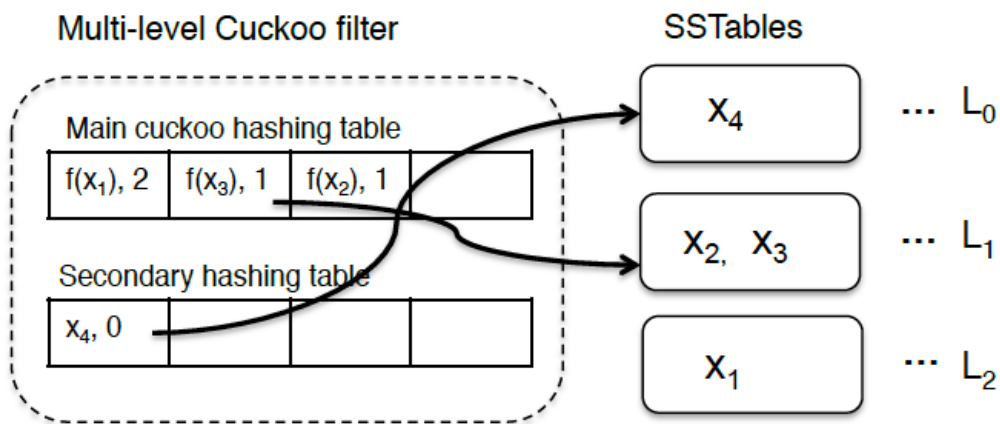 Multi-level Cuckoo filter
SSTables
Main cuckoo hashing table
f(x₁), 2 f(x₃), 1 f(x₂), 1
Secondary hashing table
x₄, 0
x₄ ... L₀
x₂, x₃ ... L₁
x₁ ... L₂